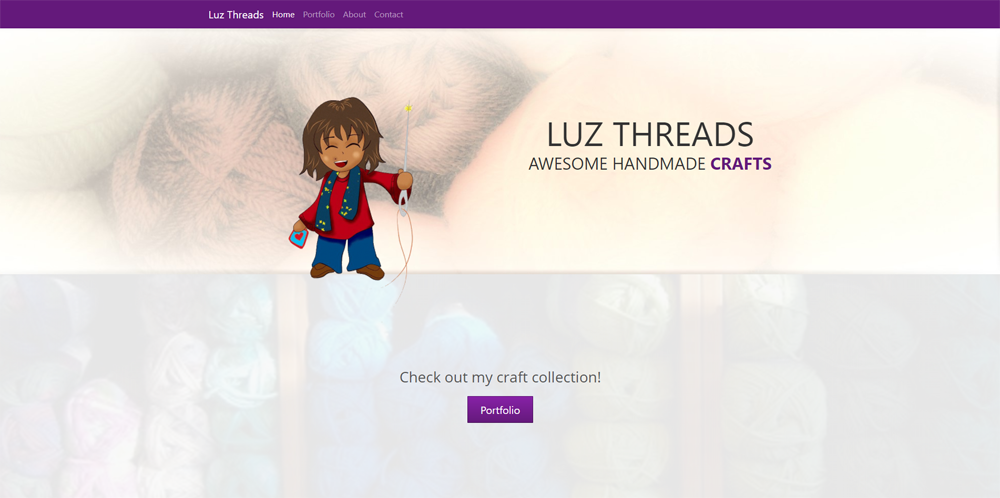 Luz Threads Home Portfolio About Contact
LUZ THREADS
AWESOME HANDMADE CRAFTS
Check out my craft collection!
Portfolio